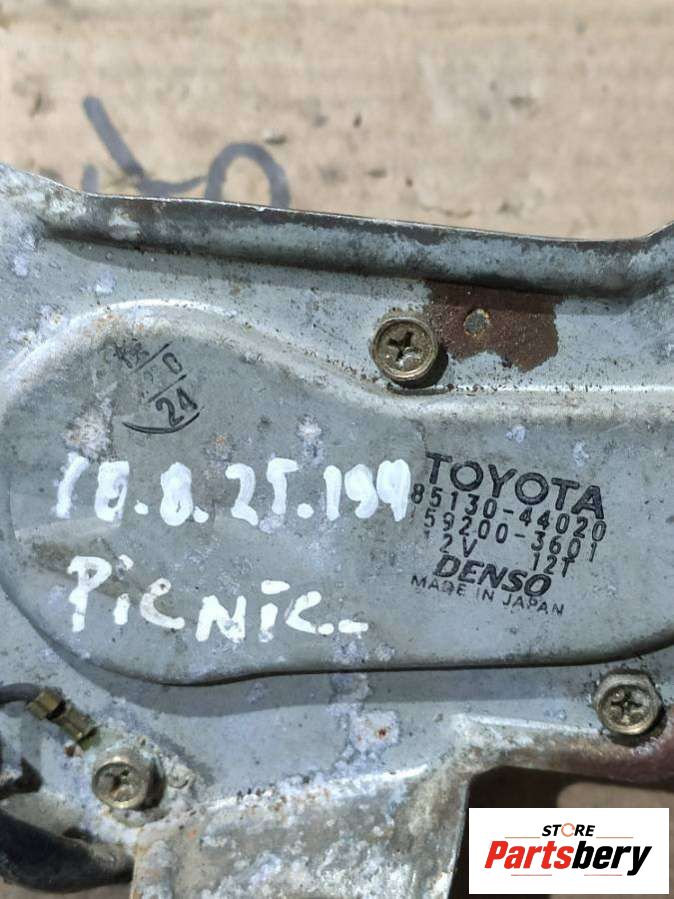 24
18.8.25.199
PicNic-
TOYOTA
85130-44020
159200-3601
12V 12T
DENSO
MADE IN JAPAN
STORE
Partsbery